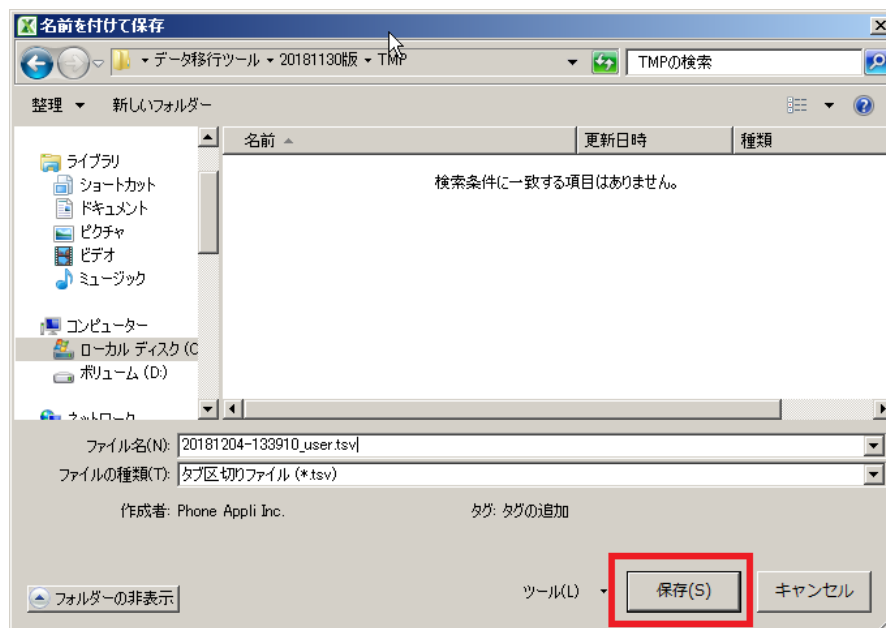 名前を付けて保存
データ移行ツール 20181130版 TMP
TMPの検索
整理 新しいフォルダー
名前 更新日時 種類
検索条件に一致する項目はありません。
ライブラリ
ショートカット
ドキュメント
ピクチャ
ビデオ
ミュージック
コンピューター
ローカル ディスク (C
ボリューム (D:)
ネットワーク
ファイル名(N): 20181204-133910_user.tsv
ファイルの種類(T): タブ区切りファイル (*.tsv)
作成者: Phone Appli Inc. タグ: タグの追加
フォルダーの非表示
ツール(L) 保存(S) キャンセル